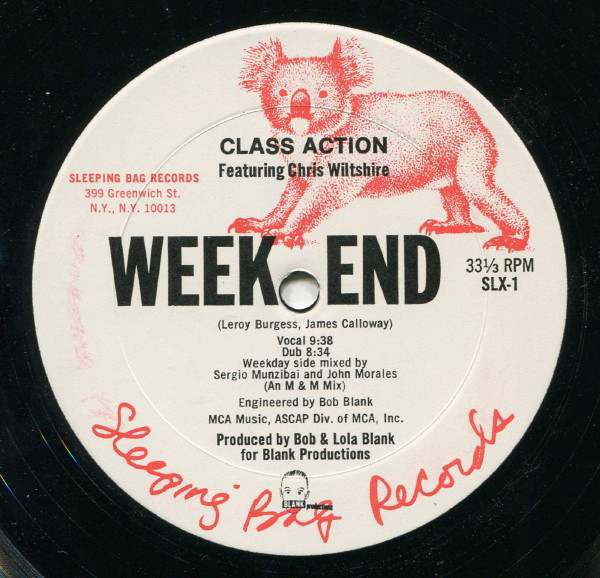 CLASS ACTION
Featuring Chris Wiltshire
SLEEPING BAG RECORDS
399 Greenwich St.
N.Y., N.Y. 10013
WEEK END
33⅓ RPM
SLX-1
(Leroy Burgess, James Calloway)
Vocal 9:38
Dub 8:34
Weekday side mixed by
Sergio Munzibai and John Morales
(An M & M Mix)
Engineered by Bob Blank
MCA Music, ASCAP Div. of MCA, Inc.
Produced by Bob & Lola Blank
for Blank Productions
BLANK productions
Sleeping Bag Records